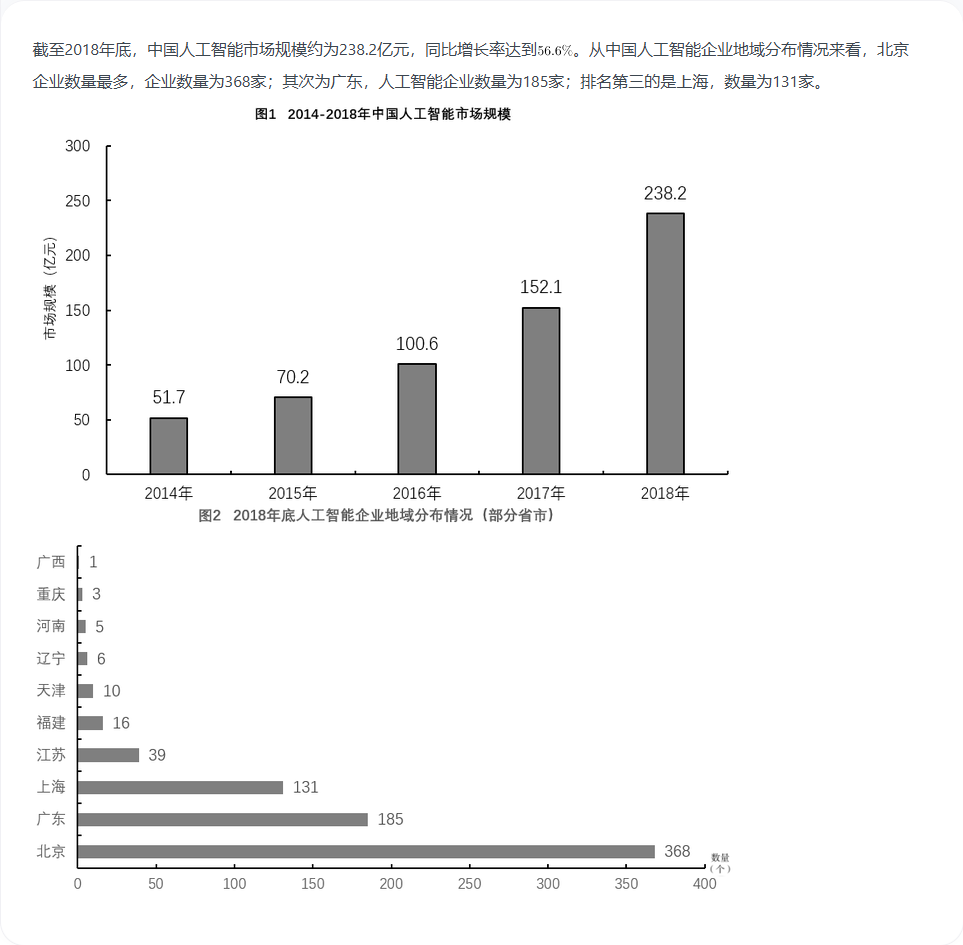 截至2018年底，中国人工智能市场规模约为238.2亿元，同比增长率达到56.6%。从中国人工智能企业地域分布情况来看，北京
企业数量最多，企业数量为368家；其次为广东，人工智能企业数量为185家；排名第三的是上海，数量为131家。
图1 2014-2018年中国人工智能市场规模
300
250
200
150
100
50
0
市场规模（亿元）
51.7
70.2
100.6
152.1
238.2
2014年 2015年 2016年 2017年 2018年
图2 2018年底人工智能企业地域分布情况（部分省市）
广西 1
重庆 3
河南 5
辽宁 6
天津 10
福建 16
江苏 39
上海 131
广东 185
北京 368
数量
（个）
0 50 100 150 200 250 300 350 400